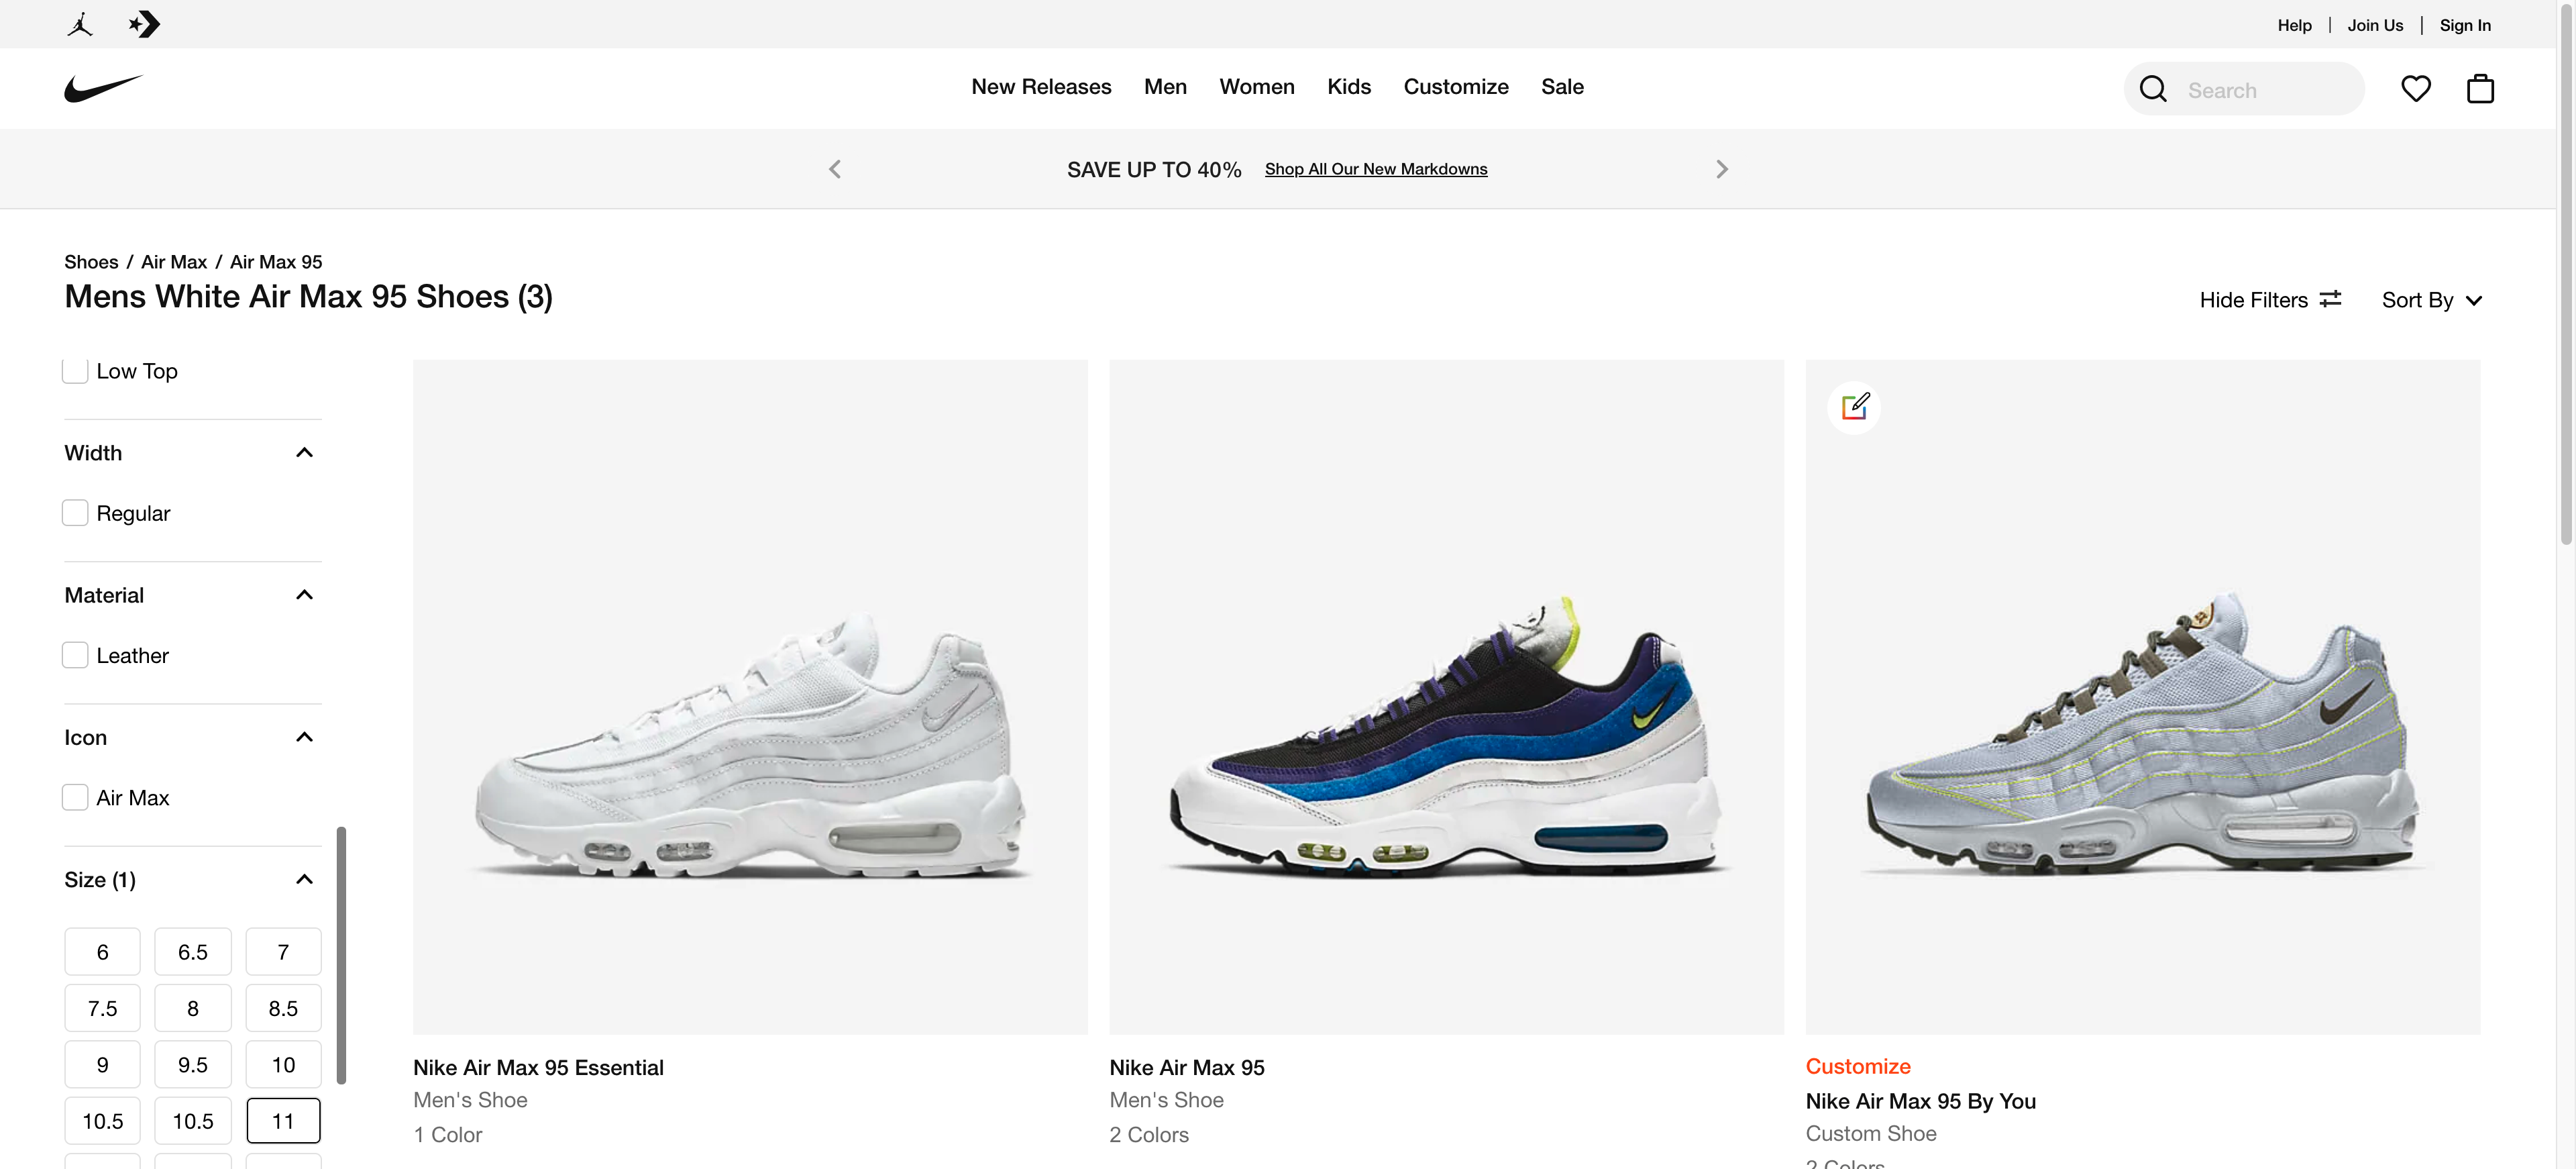 Help | Join Us | Sign In
New Releases Men Women Kids Customize Sale
Search
SAVE UP TO 40% Shop All Our New Markdowns
Shoes / Air Max / Air Max 95
Mens White Air Max 95 Shoes (3)
Hide Filters
Sort By
Low Top
Width
Regular
Material
Leather
Icon
Air Max
Size (1)
6 6.5 7
7.5 8 8.5
9 9.5 10
10.5 10.5 11
Nike Air Max 95 Essential
Men's Shoe
1 Color
Nike Air Max 95
Men's Shoe
2 Colors
Customize
Nike Air Max 95 By You
Custom Shoe
2 Colors